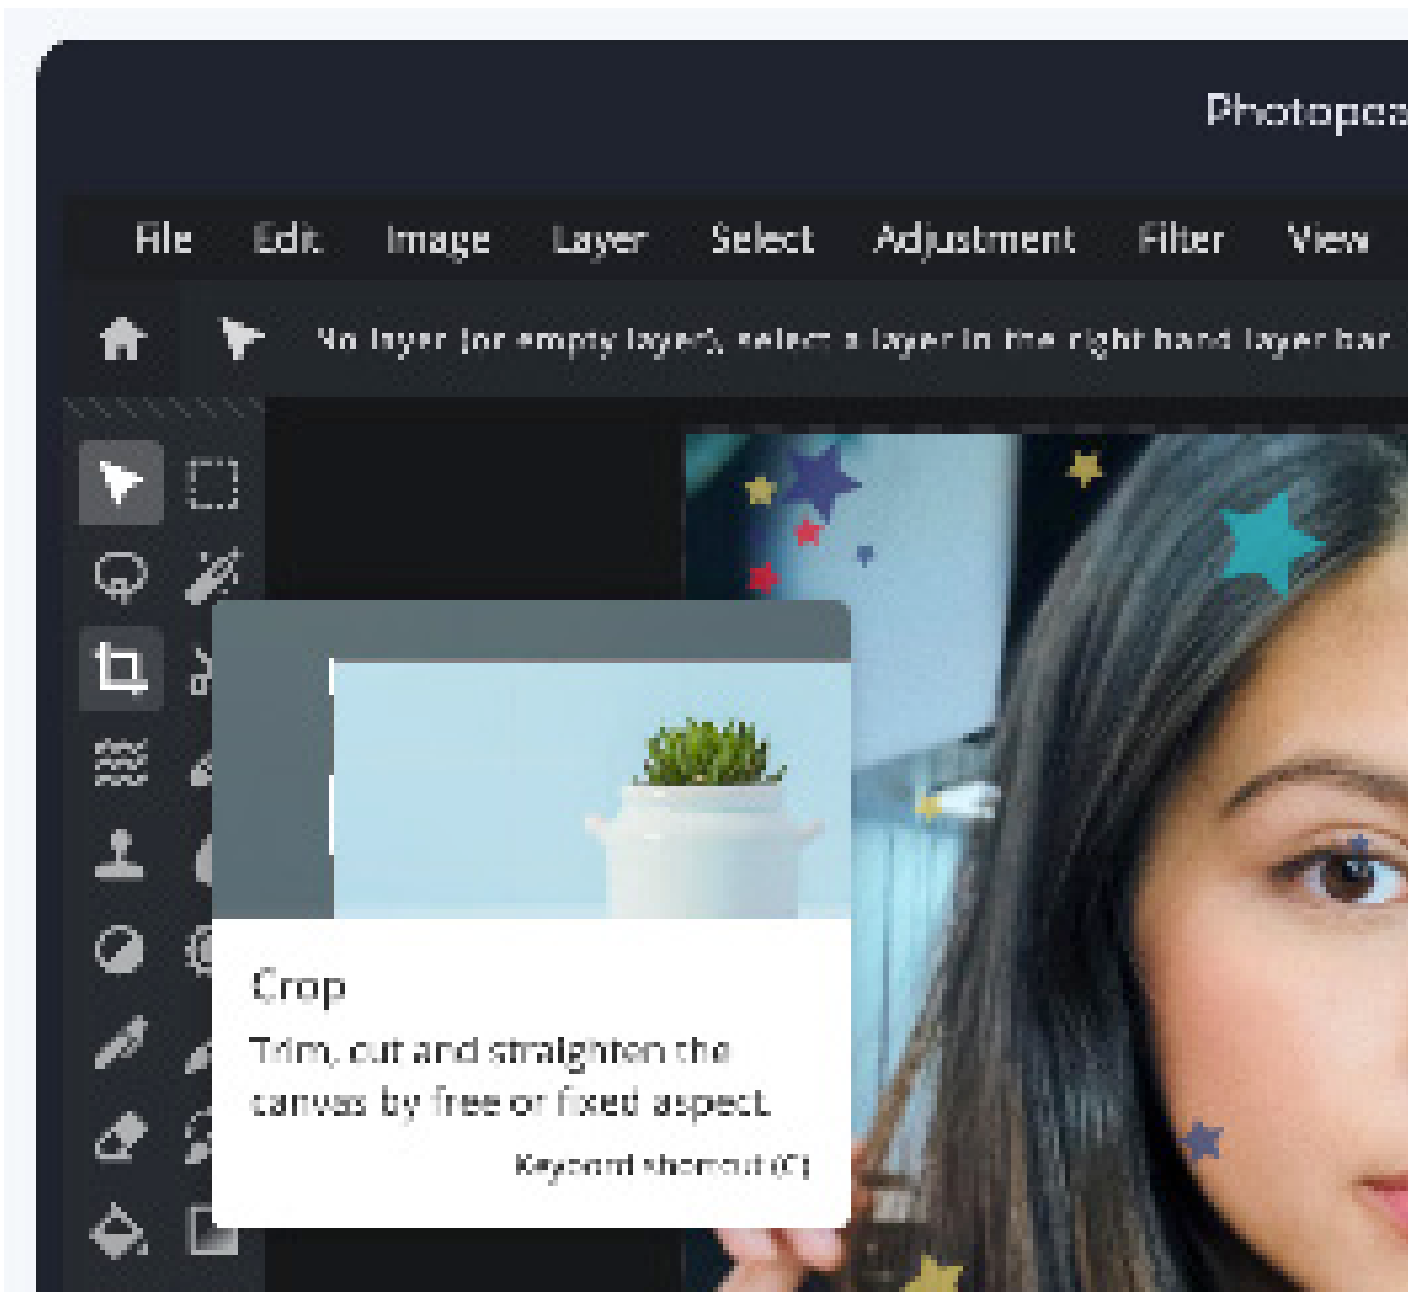 Photopea
File Edit Image Layer Select Adjustment Filter View
No layer (or empty layer), select a layer in the right hand layer bar.
Crop
Trim, cut and straighten the
canvas by free or fixed aspect.
Keyboard shortcut (C)